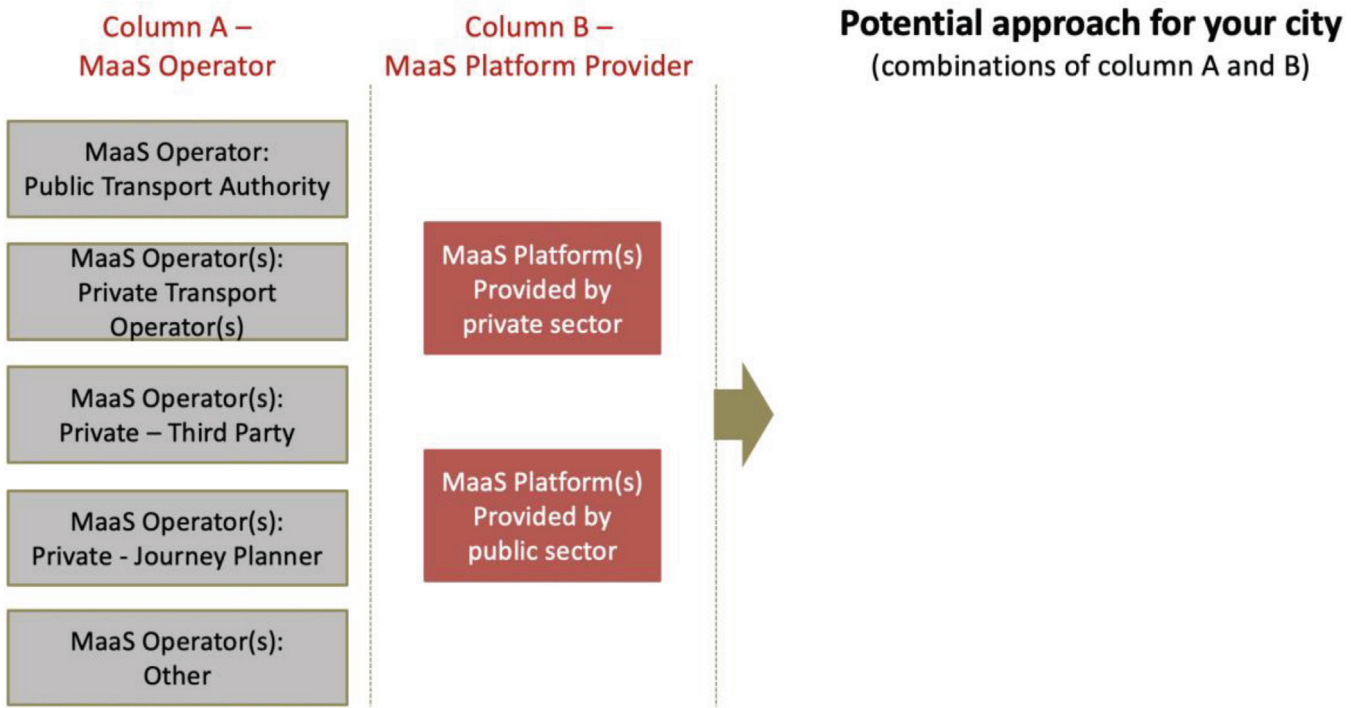 Column A –
MaaS Operator
Column B –
MaaS Platform Provider
Potential approach for your city
(combinations of column A and B)
MaaS Operator:
Public Transport Authority
MaaS Operator(s):
Private Transport
Operator(s)
MaaS Operator(s):
Private – Third Party
MaaS Operator(s):
Private - Journey Planner
MaaS Operator(s):
Other
MaaS Platform(s)
Provided by
private sector
MaaS Platform(s)
Provided by
public sector